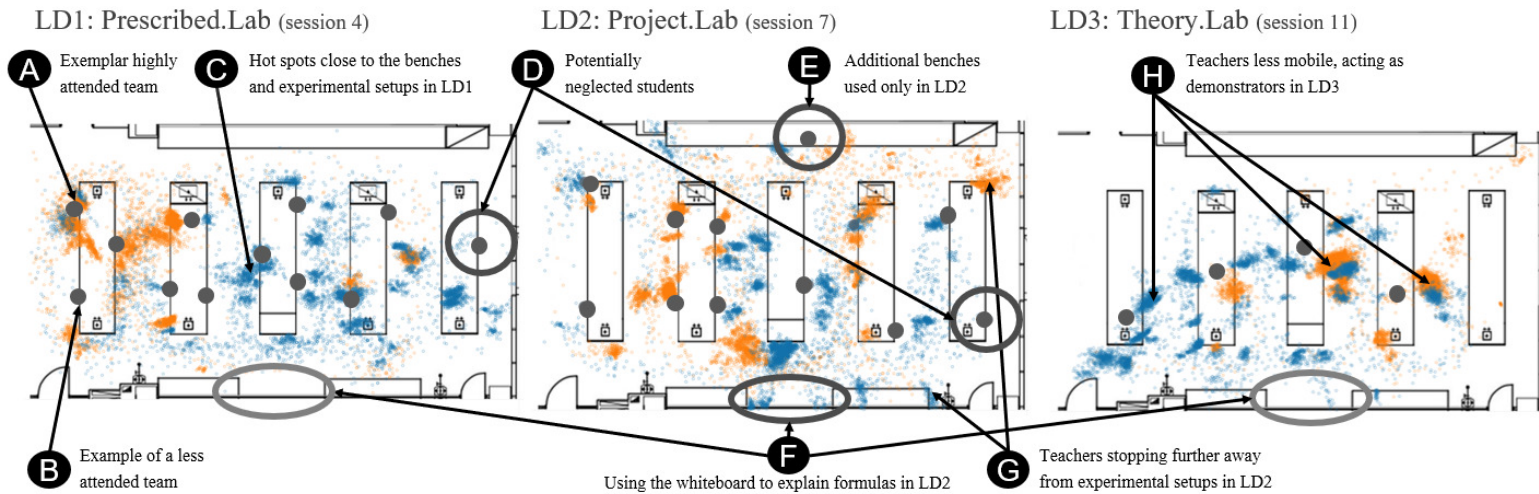 LD1: Prescribed.Lab (session 4)
LD2: Project.Lab (session 7)
LD3: Theory.Lab (session 11)
A
Exemplar highly
attended team
C
Hot spots close to the benches
and experimental setups in LD1
D
Potentially
neglected students
E
Additional benches
used only in LD2
H
Teachers less mobile, acting as
demonstrators in LD3
B
Example of a less
attended team
F
Using the whiteboard to explain formulas in LD2
G
Teachers stopping further away
from experimental setups in LD2